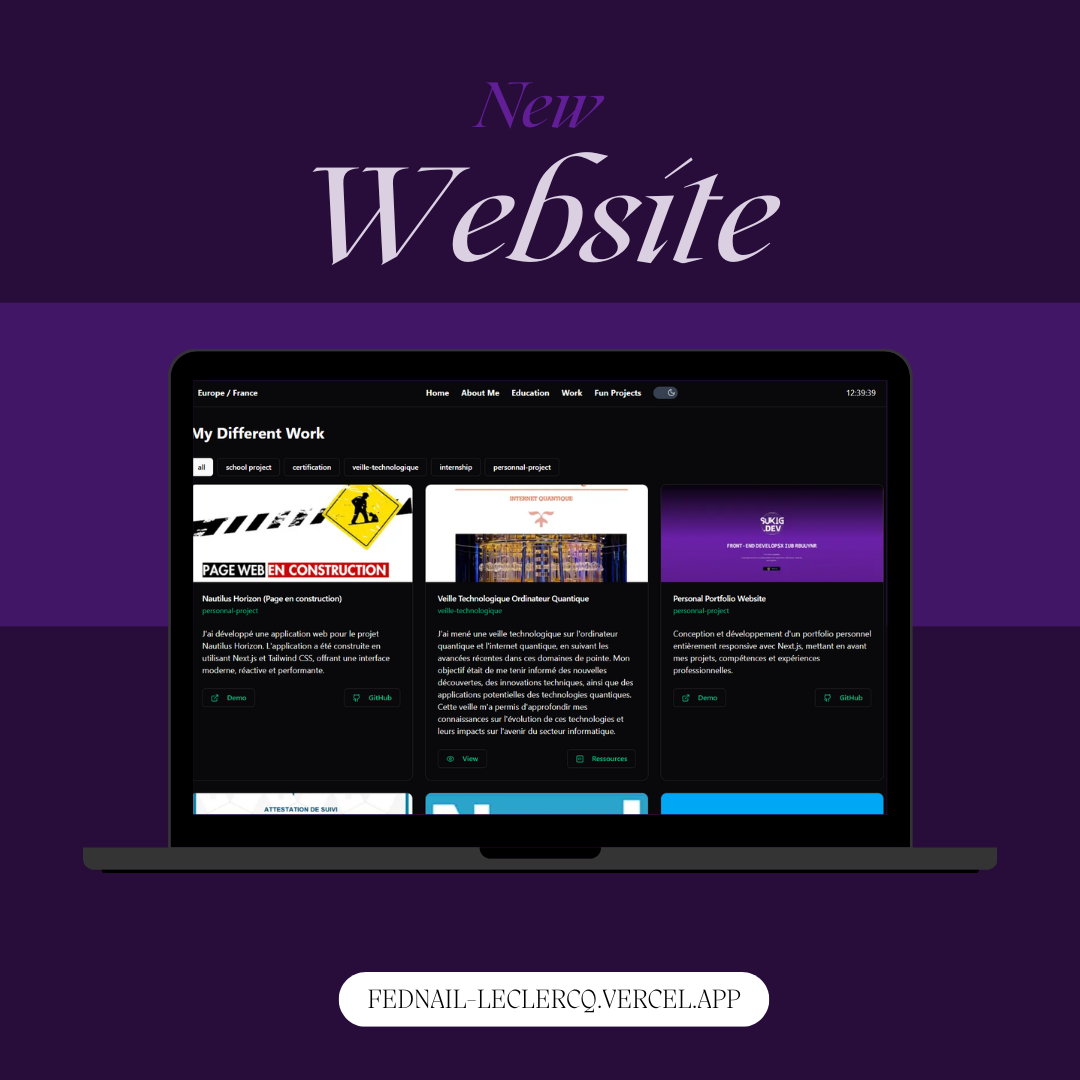 New
Website
Europe / France
Home About Me Education Work Fun Projects
12:39:39
My Different Work
all school project certification veille-technologique internship personnal-project
PAGE WEB EN CONSTRUCTION
Nautilus Horizon (Page en construction)
personnal-project
J'ai développé une application web pour le projet
Nautilus Horizon. L'application a été construite en
utilisant Next.js et Tailwind CSS, offrant une interface
moderne, réactive et performante.
Demo GitHub
INTERNET QUANTIQUE
Veille Technologique Ordinateur Quantique
veille-technologique
J'ai mené une veille technologique sur l'ordinateur
quantique et l'internet quantique, en suivant les
avancées récentes dans ces domaines de pointe. Mon
objectif était de me tenir informé des nouvelles
découvertes, des innovations techniques, ainsi que des
applications potentielles des technologies quantiques.
Cette veille m'a permis d'approfondir mes
connaissances sur l'évolution de ces technologies et
leurs impacts sur l'avenir du secteur informatique.
View Ressources
SUKIG
.DEV
FRONT-END DEVELOPSX
Personal Portfolio Website
personnal-project
Conception et développement d'un portfolio personnel
entièrement responsive avec Next.js, mettant en avant
mes projets, compétences et expériences
professionnelles.
Demo GitHub
ATTESTATION DE SUIVI
FEDNAIL-LECLERCQ.VERCEL.APP